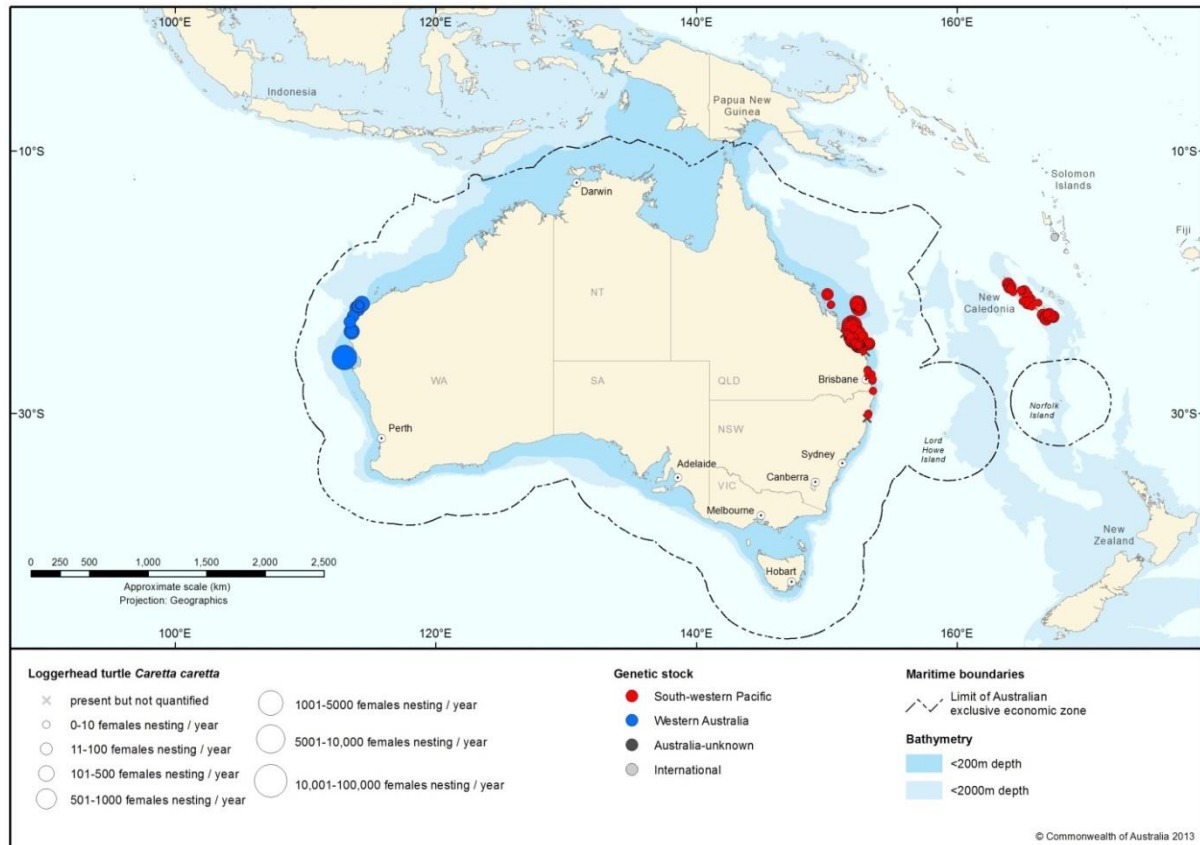 100°E 120°E 140°E 160°E
Indonesia
Papua New
Guinea
10°S 10°S
Solomon
Islands
Darwin
Fiji
NT
New
Caledonia
WA SA QLD
Brisbane
30°S 30°S
Norfolk
Island
Perth
NSW
Lord
Howe
Island
Sydney
Adelaide
Canberra
VIC
Melbourne
New
Zealand
0 250 500 1,000 1,500 2,000 2,500
Approximate scale (km)
Projection: Geographics
Hobart
100°E 120°E 140°E 160°E
Loggerhead turtle Caretta caretta
present but not quantified
0-10 females nesting / year
11-100 females nesting / year
101-500 females nesting / year
501-1000 females nesting / year
1001-5000 females nesting / year
5001-10,000 females nesting / year
10,001-100,000 females nesting / year
Genetic stock
South-western Pacific
Western Australia
Australia-unknown
International
Maritime boundaries
Limit of Australian
exclusive economic zone
Bathymetry
<200m depth
<2000m depth
© Commonwealth of Australia 2013